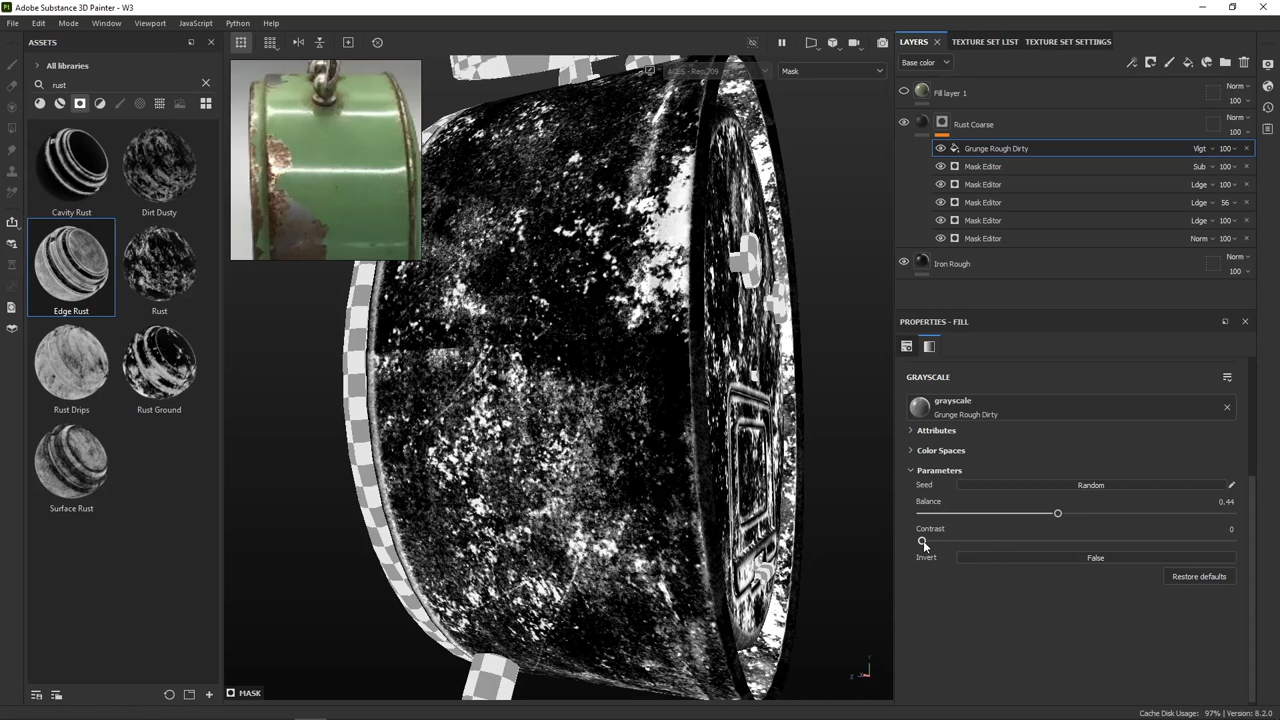 Adobe Substance 3D Painter - W3
File Edit Mode Window Viewport JavaScript Python Help
ASSETS
All libraries
rust
Cavity Rust
Dirt Dusty
Edge Rust
Rust
Rust Drips
Rust Ground
Surface Rust
ACES - Rec.709
Mask
MASK
LAYERS TEXTURE SET LIST TEXTURE SET SETTINGS
Base color
Fill layer 1
Norm
100
Rust Coarse
Norm
100
Grunge Rough Dirty Vlgt 100
Mask Editor Sub 100
Mask Editor Ldge 100
Mask Editor Ldge 56
Mask Editor Ldge 100
Mask Editor Norm 100
Iron Rough
Norm
100
PROPERTIES - FILL
GRAYSCALE
grayscale
Grunge Rough Dirty
Attributes
Color Spaces
Parameters
Seed Random
Balance 0.44
Contrast 0
Invert False
Restore defaults
Cache Disk Usage: 97% | Version: 8.2.0